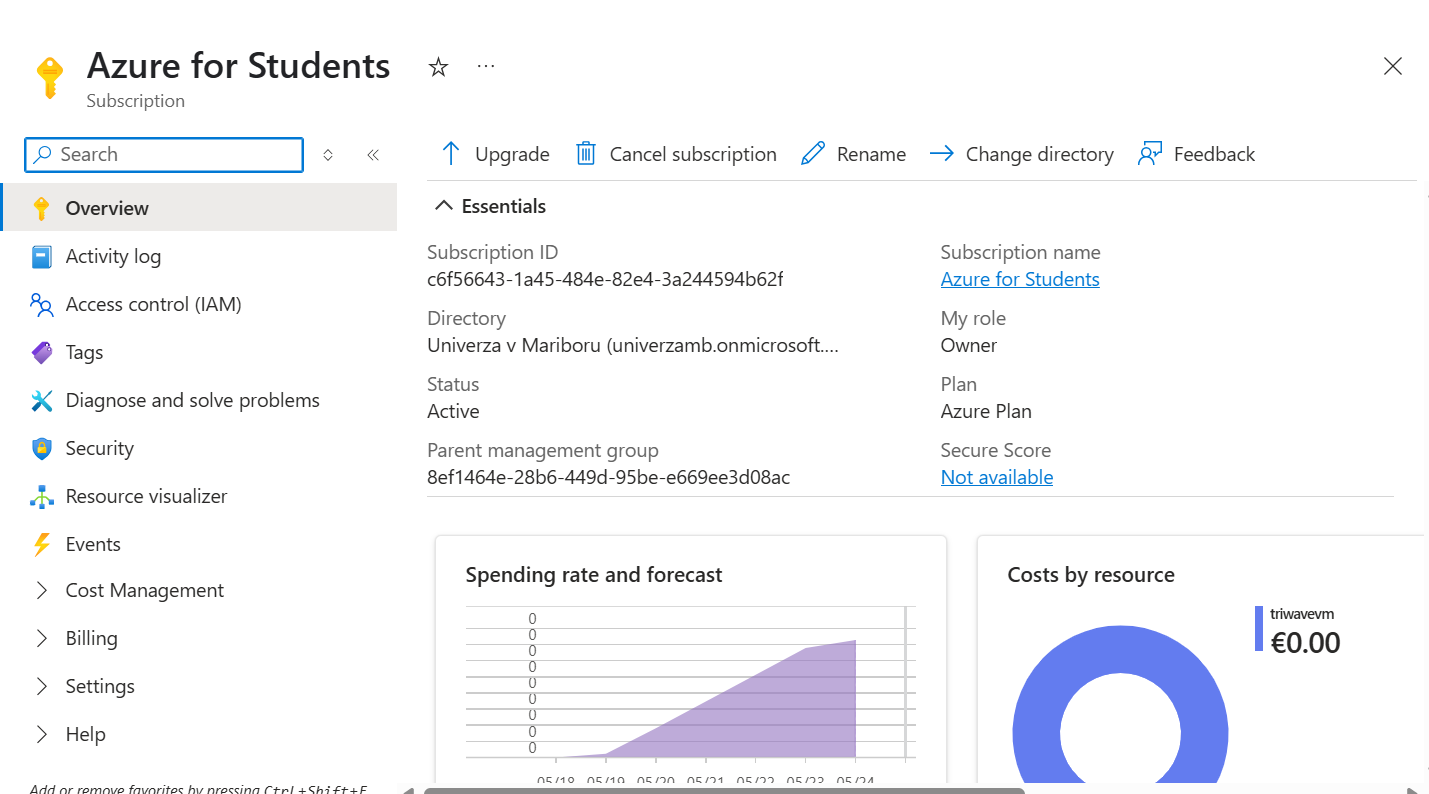 Azure for Students
Subscription
Search
Upgrade Cancel subscription Rename Change directory Feedback
Overview
Activity log
Access control (IAM)
Tags
Diagnose and solve problems
Security
Resource visualizer
Events
Cost Management
Billing
Settings
Help
Add or remove favorites by pressing Ctrl+Shift+F
Essentials
Subscription ID
c6f56643-1a45-484e-82e4-3a244594b62f
Subscription name
Azure for Students
Directory
Univerza v Mariboru (univerzamb.onmicrosoft....
My role
Owner
Status
Active
Plan
Azure Plan
Parent management group
8ef1464e-28b6-449d-95be-e669ee3d08ac
Secure Score
Not available
Spending rate and forecast
0
0
0
0
0
0
0
0
0
05/18 05/19 05/20 05/21 05/22 05/23 05/24
Costs by resource
triwavevm
€0.00